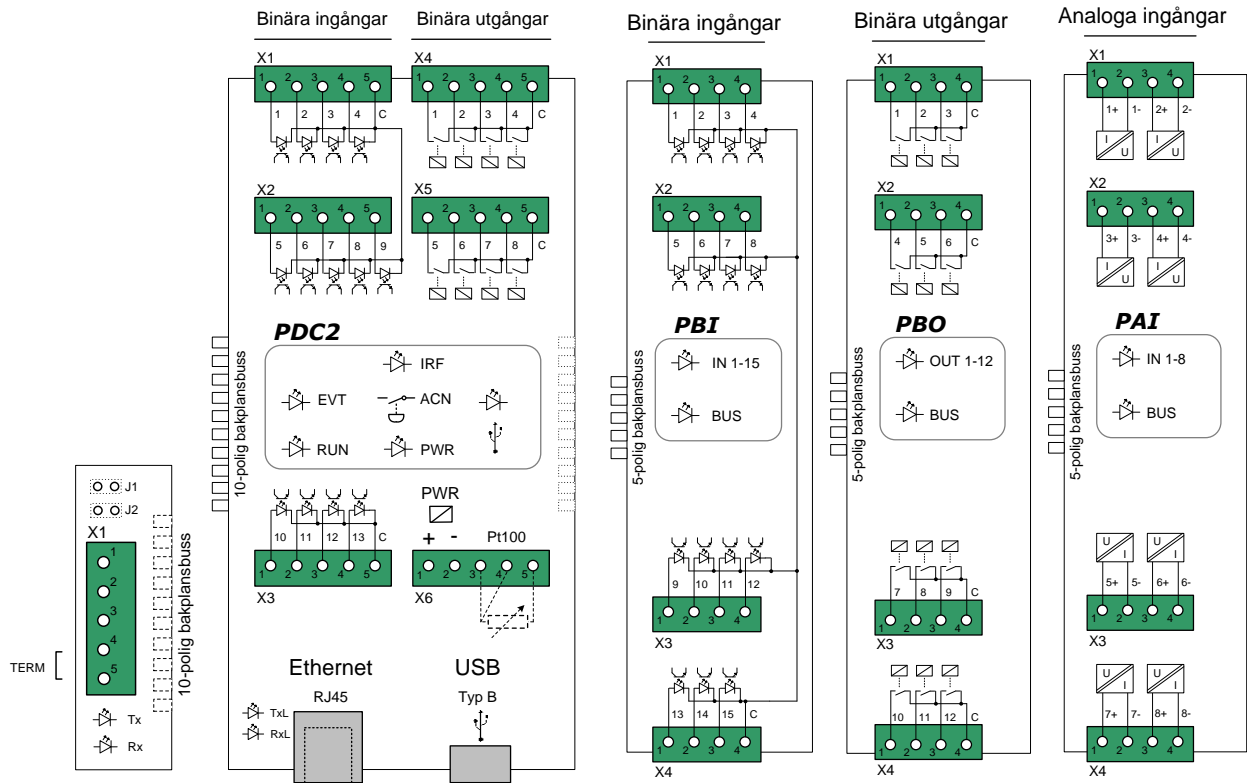 Binära ingångar
Binära utgångar
X1
1 2 3 4 5
1 2 3 4 C
X4
1 2 3 4 5
1 2 3 4 C
X2
1 2 3 4 5
5 6 7 8 9
X5
1 2 3 4 5
5 6 7 8 C
PDC2
IRF
EVT
ACN
RUN
PWR
10-polig bakplansbuss
10 11 12 13 C
1 2 3 4 5
X3
PWR
+ -
Pt100
1 2 3 4 5
X6
Ethernet
RJ45
TxL
RxL
USB
Typ B
J1
J2
X1
1
2
3
4
5
TERM
Tx
Rx
10-polig bakplansbuss
Binära ingångar
X1
1 2 3 4
1 2 3 4
X2
1 2 3 4
5 6 7 8
PBI
IN 1-15
BUS
5-polig bakplansbuss
9 10 11 12
1 2 3 4
X3
13 14 15 C
1 2 3 4
X4
Binära utgångar
X1
1 2 3 4
1 2 3 C
X2
1 2 3 4
4 5 6 C
PBO
OUT 1-12
BUS
5-polig bakplansbuss
7 8 9 C
1 2 3 4
X3
10 11 12 C
1 2 3 4
X4
Analoga ingångar
X1
1 2 3 4
1+ 1- 2+ 2-
I U I U
X2
1 2 3 4
3+ 3- 4+ 4-
I U I U
PAI
IN 1-8
BUS
5-polig bakplansbuss
U I U I
5+ 5- 6+ 6-
1 2 3 4
X3
U I U I
7+ 7- 8+ 8-
1 2 3 4
X4